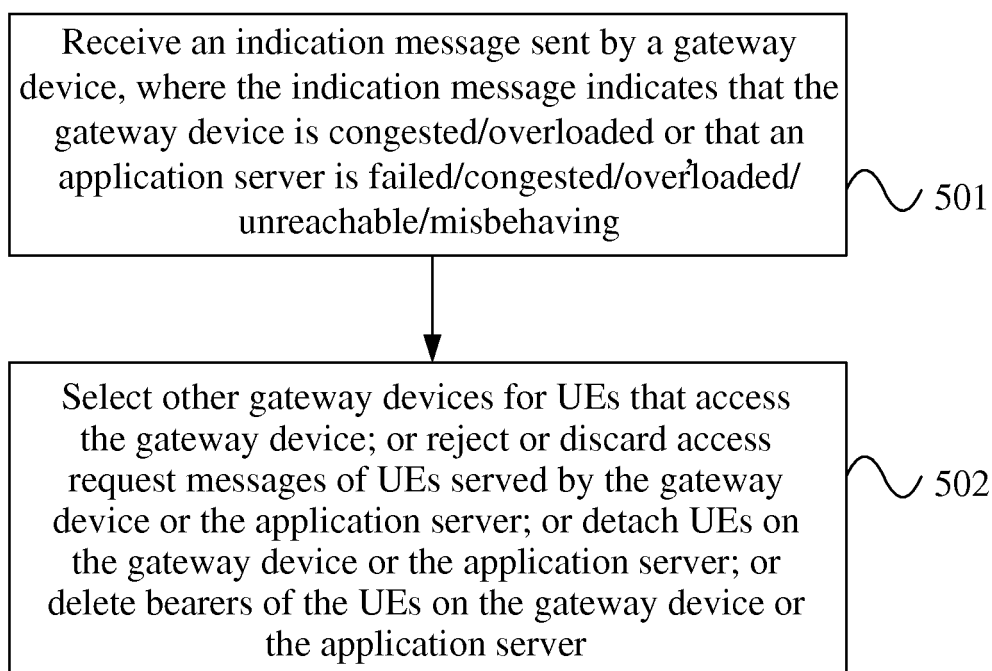 Receive an indication message sent by a gateway
device, where the indication message indicates that the
gateway device is congested/overloaded or that an
application server is failed/congested/overloaded/
unreachable/misbehaving
501
Select other gateway devices for UEs that access
the gateway device; or reject or discard access
request messages of UEs served by the gateway
device or the application server; or detach UEs on
the gateway device or the application server; or
delete bearers of the UEs on the gateway device or
the application server
502